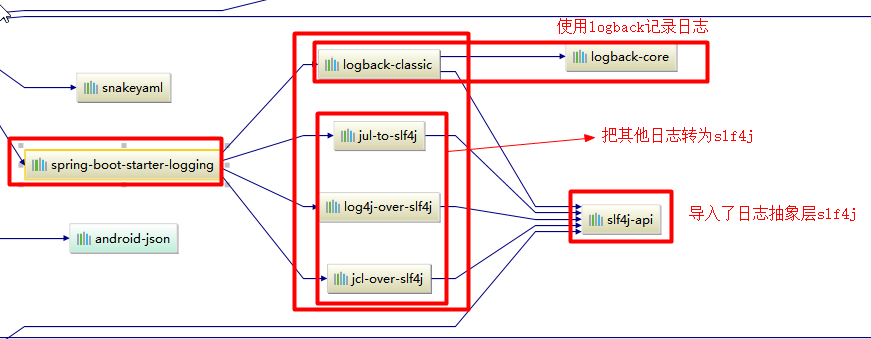 使用logback记录日志
logback-classic
logback-core
snakeyaml
jul-to-slf4j
把其他日志转为slf4j
spring-boot-starter-logging
log4j-over-slf4j
slf4j-api
导入了日志抽象层slf4j
android-json
jcl-over-slf4j